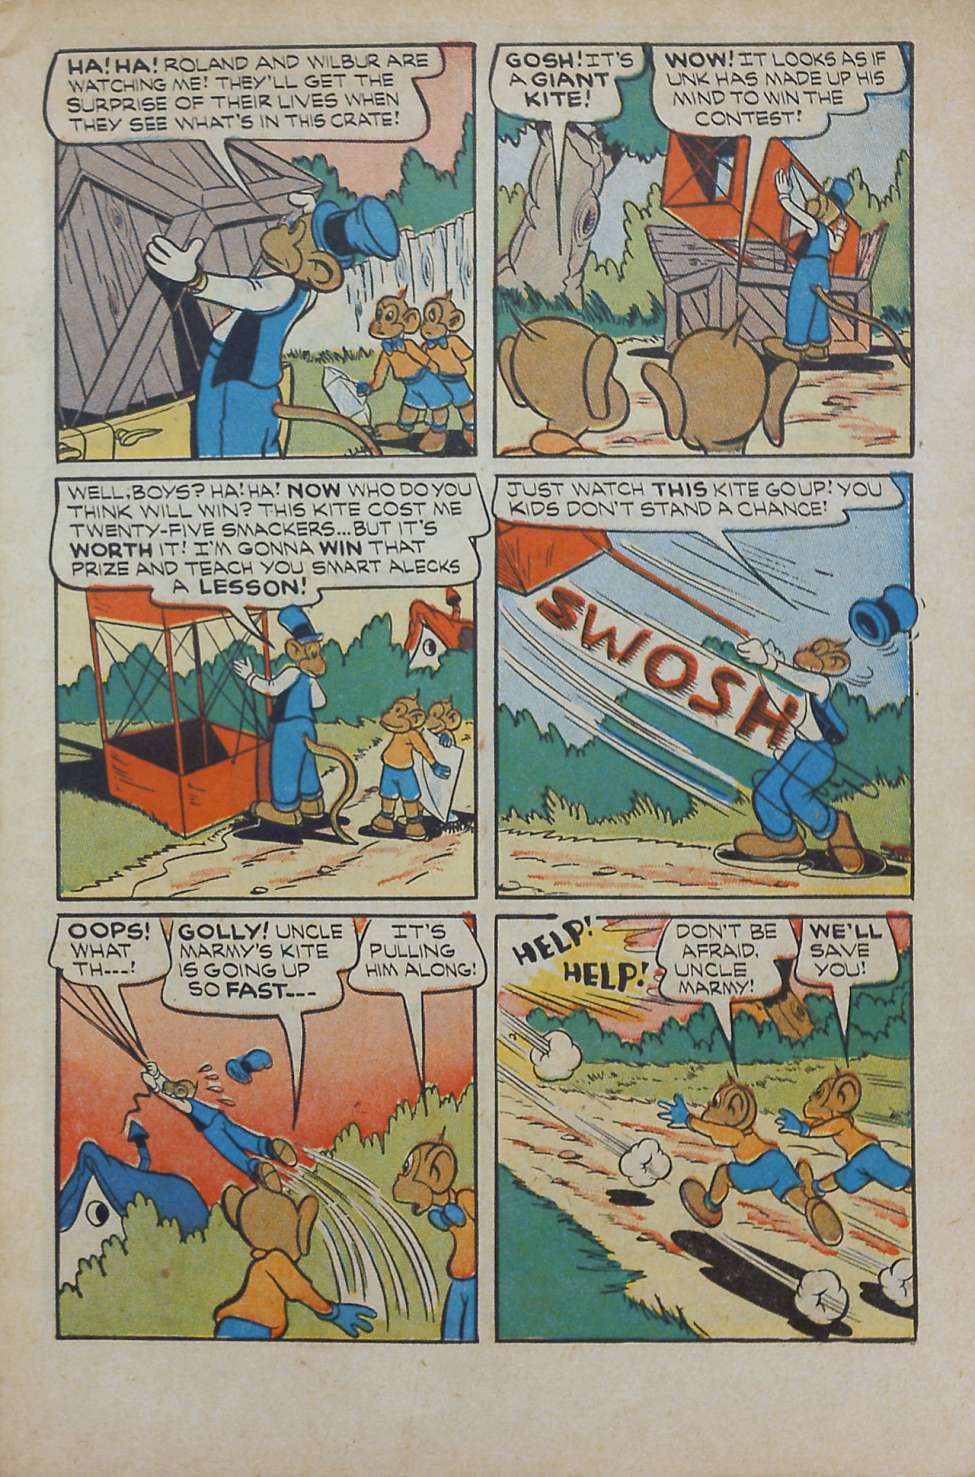 HA! HA! ROLAND AND WILBUR ARE
WATCHING ME! THEY'LL GET THE
SURPRISE OF THEIR LIVES WHEN
THEY SEE WHAT'S IN THIS CRATE!
GOSH! IT'S
A GIANT
KITE!
WOW! IT LOOKS AS IF
UNK HAS MADE UP HIS
MIND TO WIN THE
CONTEST!
WELL, BOYS? HA! HA! NOW WHO DO YOU
THINK WILL WIN? THIS KITE COST ME
TWENTY-FIVE SMACKERS...BUT IT'S
WORTH IT! I'M GONNA WIN THAT
PRIZE AND TEACH YOU SMART ALECKS
A LESSON!
JUST WATCH THIS KITE GO UP! YOU
KIDS DON'T STAND A CHANCE!
SWOSH
OOPS!
WHAT
TH---!
GOLLY! UNCLE
MARMY'S KITE
IS GOING UP
SO FAST---
IT'S
PULLING
HIM ALONG!
HELP!
HELP!
DON'T BE
AFRAID,
UNCLE
MARMY!
WE'LL
SAVE
YOU!